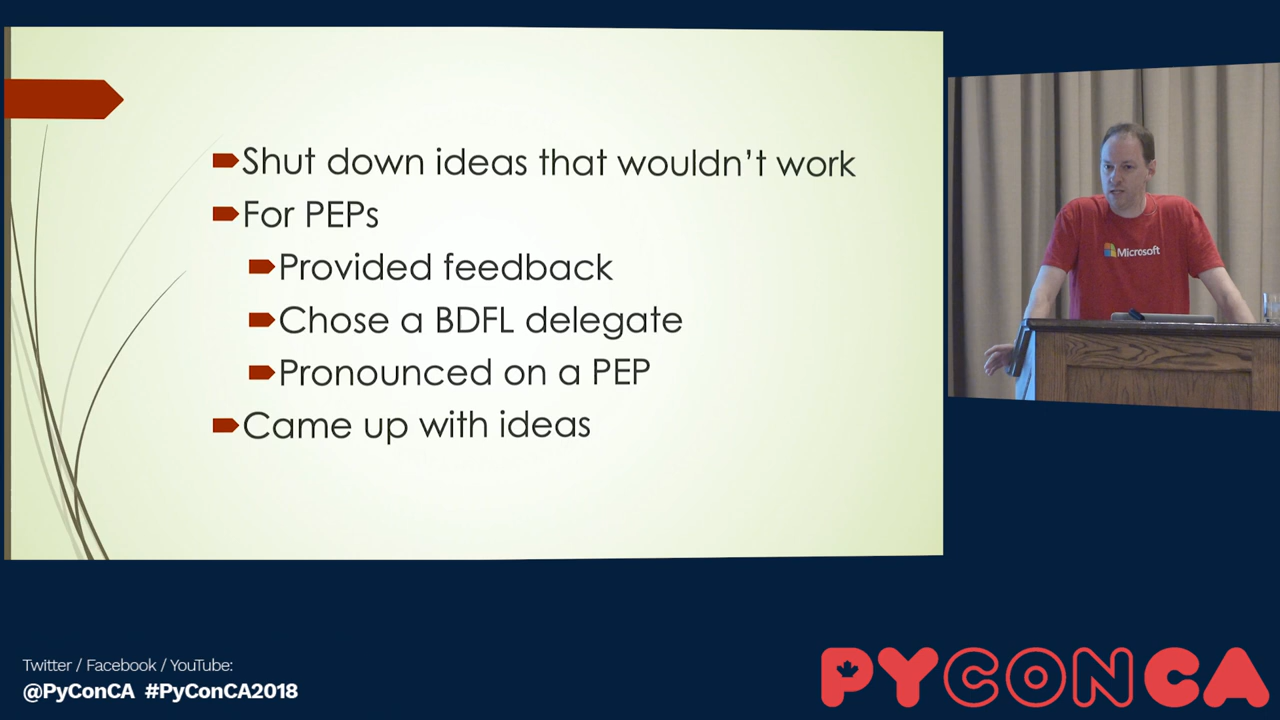 Shut down ideas that wouldn't work
For PEPs
Provided feedback
Chose a BDFL delegate
Pronounced on a PEP
Came up with ideas
Microsoft
Twitter / Facebook / YouTube:
@PyConCA #PyConCA2018
PYCONCA